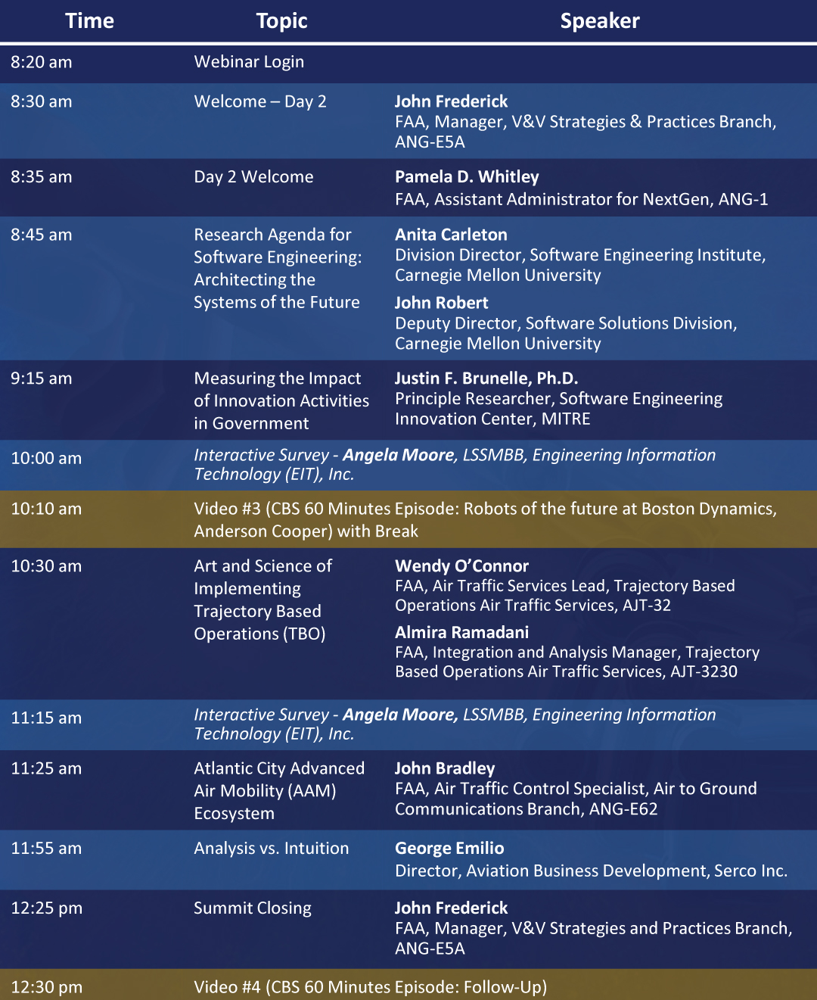 Time Topic Speaker
8:20 am Webinar Login
8:30 am Welcome – Day 2 John Frederick
FAA, Manager, V&V Strategies & Practices Branch,
ANG-E5A
8:35 am Day 2 Welcome Pamela D. Whitley
FAA, Assistant Administrator for NextGen, ANG-1
8:45 am
Research Agenda for
Software Engineering:
Architecting the
Systems of the Future
Anita Carleton
Division Director, Software Engineering Institute,
Carnegie Mellon University
John Robert
Deputy Director, Software Solutions Division,
Carnegie Mellon University
9:15 am
Measuring the Impact
of Innovation Activities
in Government
Justin F. Brunelle, Ph.D.
Principle Researcher, Software Engineering
Innovation Center, MITRE
10:00 am
Interactive Survey - Angela Moore, LSSMBB, Engineering Information
Technology (EIT), Inc.
10:10 am
Video #3 (CBS 60 Minutes Episode: Robots of the future at Boston Dynamics,
Anderson Cooper) with Break
10:30 am
Art and Science of
Implementing
Trajectory Based
Operations (TBO)
Wendy O’Connor
FAA, Air Traffic Services Lead, Trajectory Based
Operations Air Traffic Services, AJT-32
Almira Ramadani
FAA, Integration and Analysis Manager, Trajectory
Based Operations Air Traffic Services, AJT-3230
11:15 am
Interactive Survey - Angela Moore, LSSMBB, Engineering Information
Technology (EIT), Inc.
11:25 am
Atlantic City Advanced
Air Mobility (AAM)
Ecosystem
John Bradley
FAA, Air Traffic Control Specialist, Air to Ground
Communications Branch, ANG-E62
11:55 am Analysis vs. Intuition George Emilio
Director, Aviation Business Development, Serco Inc.
12:25 pm Summit Closing John Frederick
FAA, Manager, V&V Strategies and Practices Branch,
ANG-E5A
12:30 pm Video #4 (CBS 60 Minutes Episode: Follow-Up)